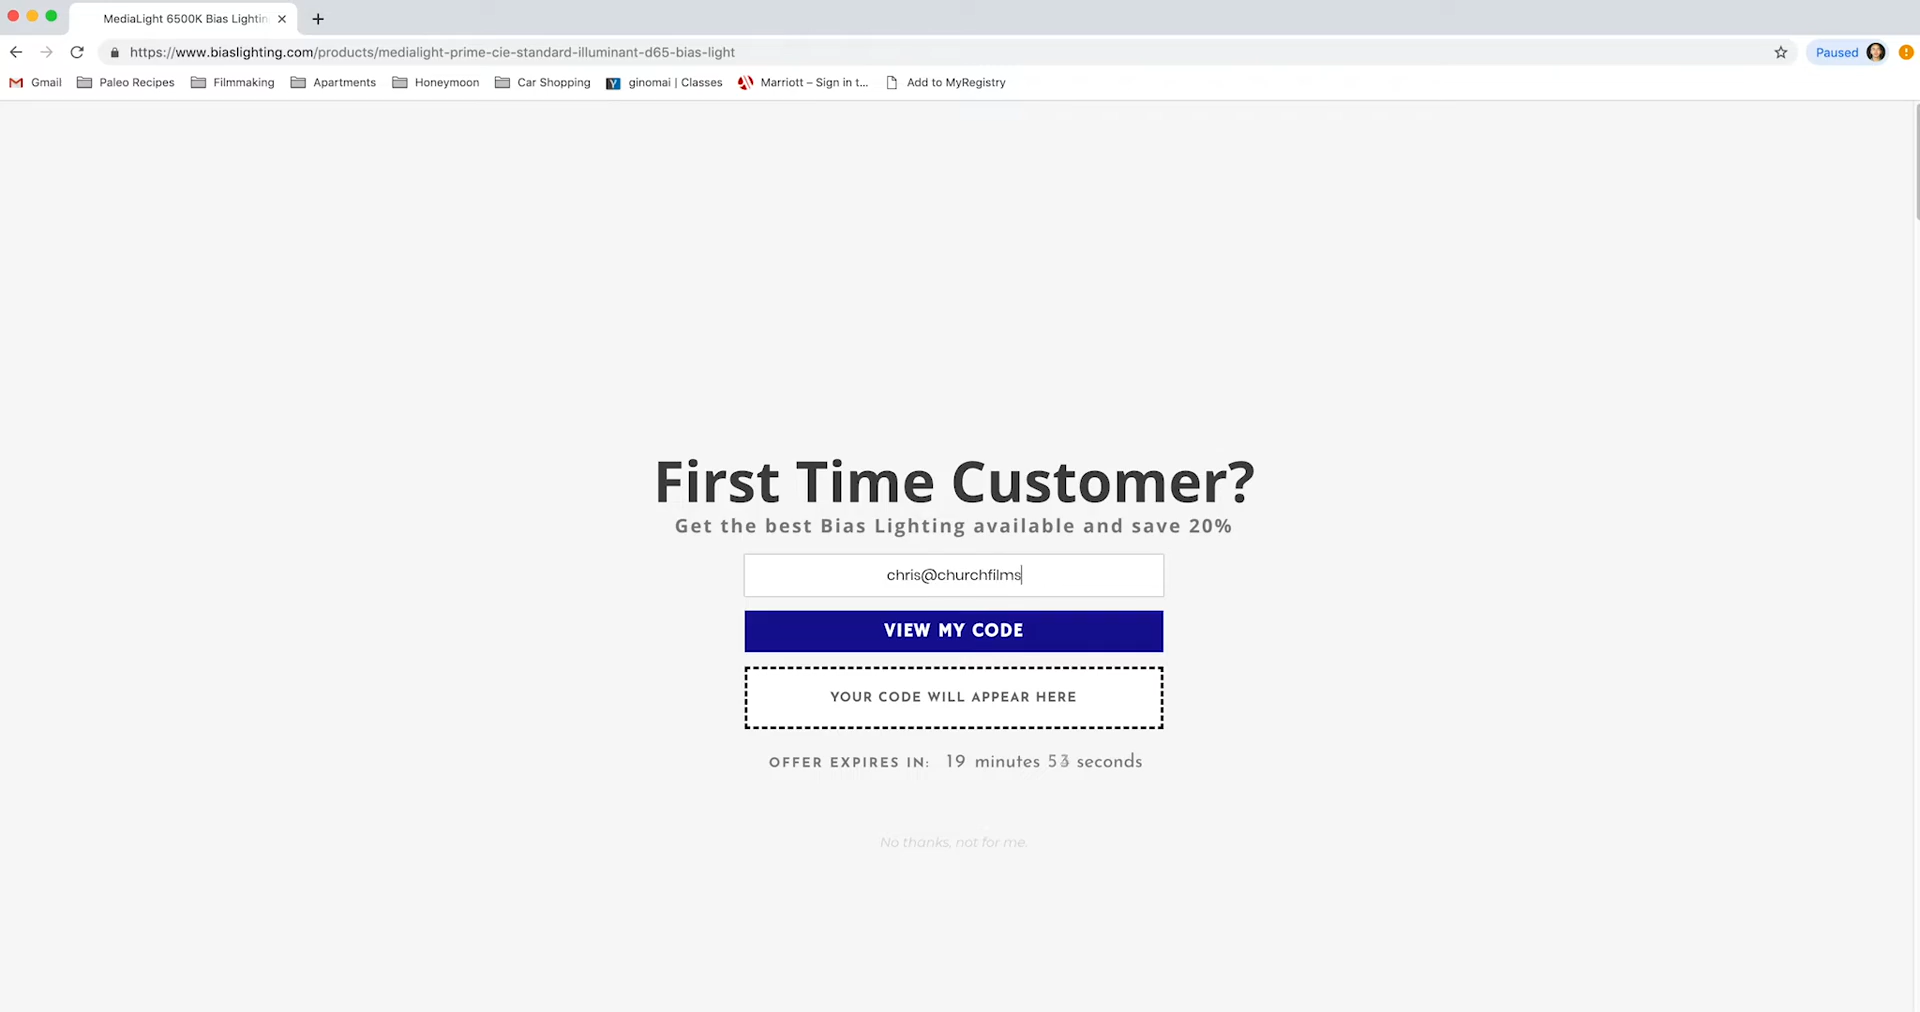 MediaLight 6500K Bias Lightin
https://www.biaslighting.com/products/medialight-prime-cie-standard-illuminant-d65-bias-light
Paused
Gmail
Paleo Recipes
Filmmaking
Apartments
Honeymoon
Car Shopping
ginomai | Classes
Marriott – Sign in t...
Add to MyRegistry
First Time Customer?
Get the best Bias Lighting available and save 20%
chris@churchfilms
VIEW MY CODE
YOUR CODE WILL APPEAR HERE
OFFER EXPIRES IN: 19 minutes seconds
No thanks, not for me.